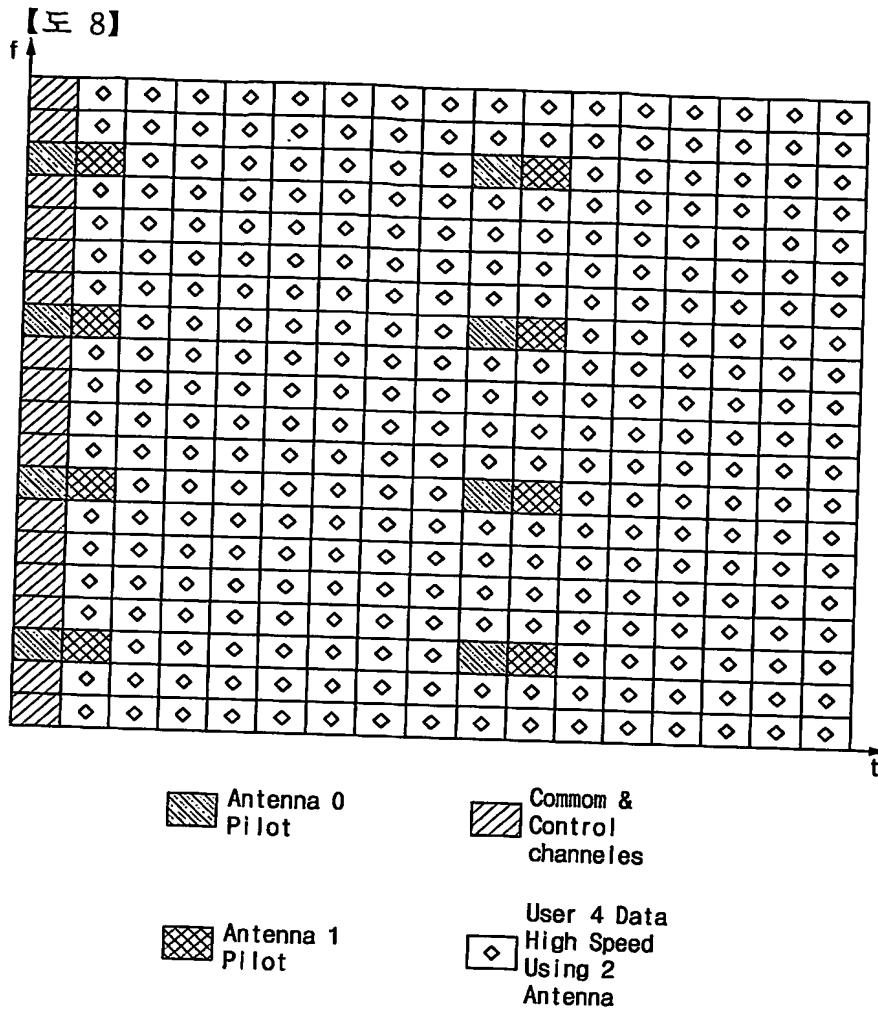 【도 8】
f
t
Antenna 0
Pilot
Commom &
Control
channeles
Antenna 1
Pilot
User 4 Data
High Speed
Using 2
Antenna